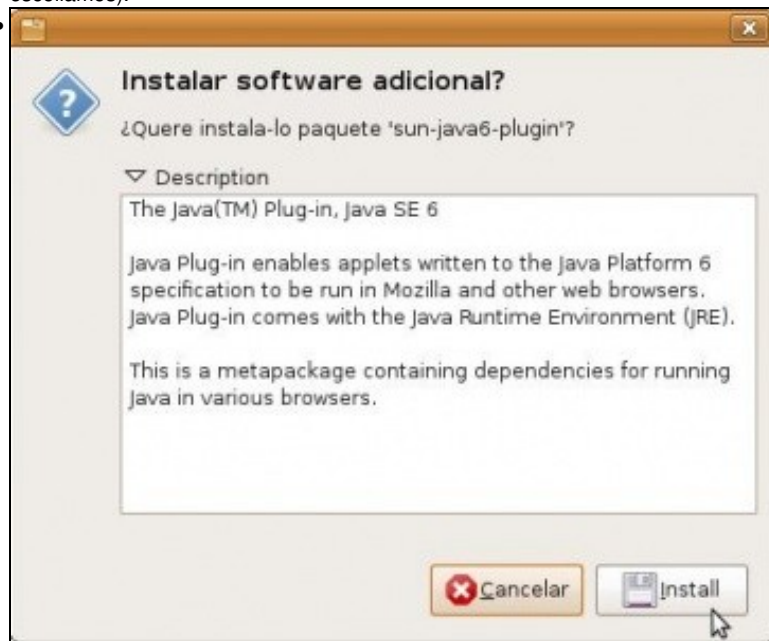 Instalar software adicional?
¿Quere instala-lo paquete 'sun-java6-plugin'?
Description
The Java(TM) Plug-in, Java SE 6
Java Plug-in enables applets written to the Java Platform 6
specification to be run in Mozilla and other web browsers.
Java Plug-in comes with the Java Runtime Environment (JRE).
This is a metapackage containing dependencies for running
Java in various browsers.
Cancelar
Install